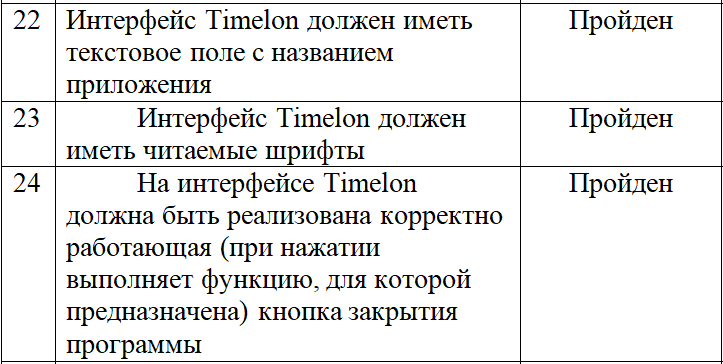 22 Интерфейс Timelon должен иметь Пройден
текстовое поле с названием
приложения
23 Интерфейс Timelon должен Пройден
иметь читаемые шрифты
24 На интерфейсе Timelon Пройден
должна быть реализована корректно
работающая (при нажатии
выполняет функцию, для которой
предназначена) кнопка закрытия
программы